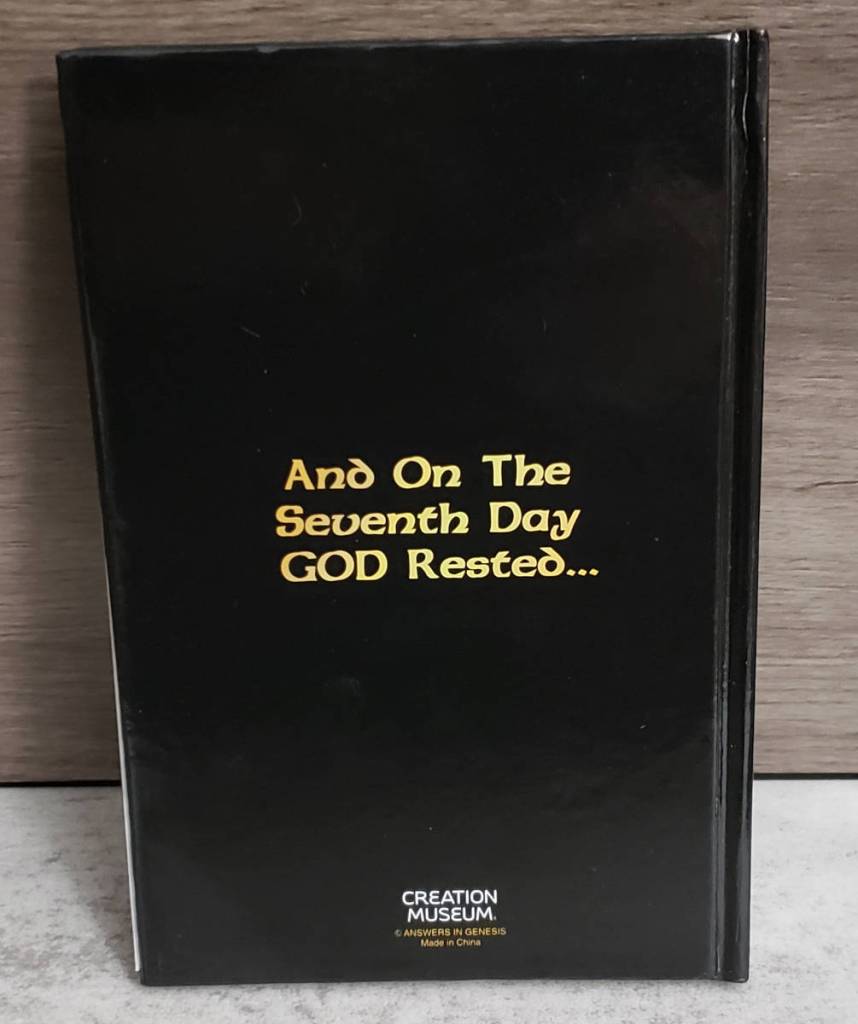 And On The
Seventh Day
GOD Rested...
CREATION
MUSEUM.
© ANSWERS IN GENESIS
Made in China